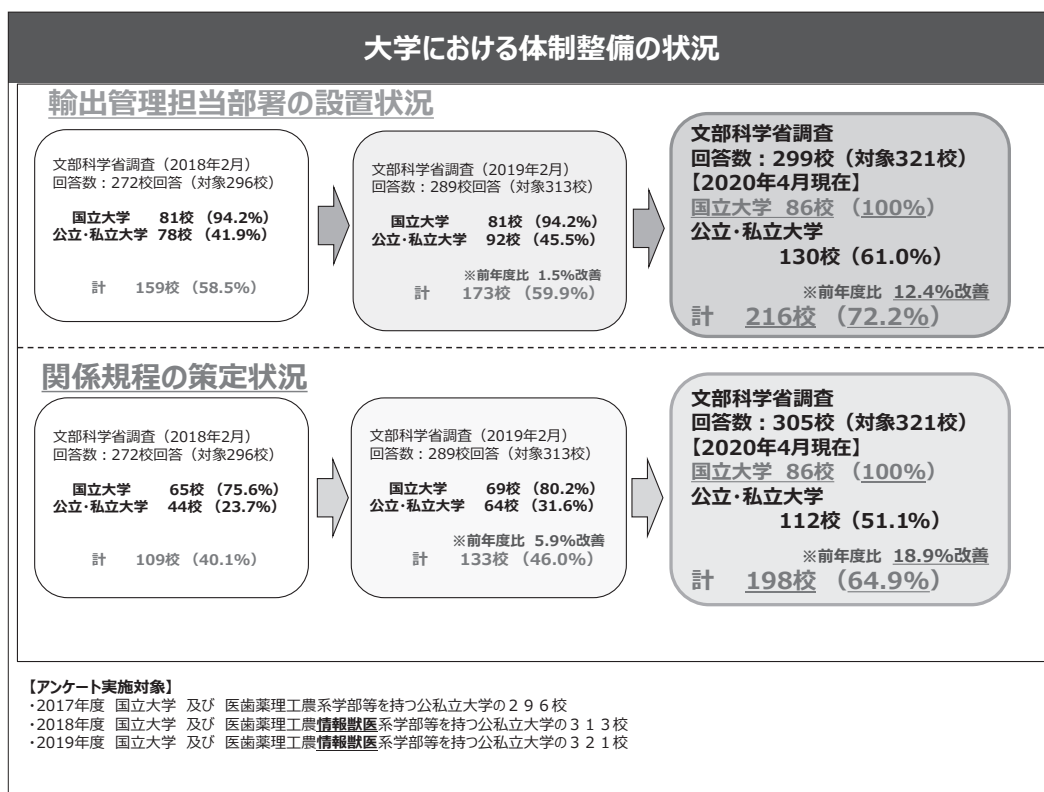 大学における体制整備の状況
輸出管理担当部署の設置状況
文部科学省調査（2018年2月）
回答数：272校回答（対象296校）
国立大学 81校（94.2%）
公立・私立大学 78校（41.9%）
計 159校（58.5%）
文部科学省調査（2019年2月）
回答数：289校回答（対象313校）
国立大学 81校（94.2%）
公立・私立大学 92校（45.5%）
※前年度比 1.5%改善
計 173校（59.9%）
文部科学省調査
回答数：299校（対象321校）
【2020年4月現在】
国立大学 86校（100%）
公立・私立大学
130校（61.0%）
※前年度比 12.4%改善
計 216校（72.2%）
関係規程の策定状況
文部科学省調査（2018年2月）
回答数：272校回答（対象296校）
国立大学 65校（75.6%）
公立・私立大学 44校（23.7%）
計 109校（40.1%）
文部科学省調査（2019年2月）
回答数：289校回答（対象313校）
国立大学 69校（80.2%）
公立・私立大学 64校（31.6%）
※前年度比 5.9%改善
計 133校（46.0%）
文部科学省調査
回答数：305校（対象321校）
【2020年4月現在】
国立大学 86校（100%）
公立・私立大学
112校（51.1%）
※前年度比 18.9%改善
計 198校（64.9%）
【アンケート実施対象】
・2017年度 国立大学 及び 医歯薬理工農系学部等を持つ公私立大学の２９６校
・2018年度 国立大学 及び 医歯薬理工農情報獣医系学部等を持つ公私立大学の３１３校
・2019年度 国立大学 及び 医歯薬理工農情報獣医系学部等を持つ公私立大学の３２１校